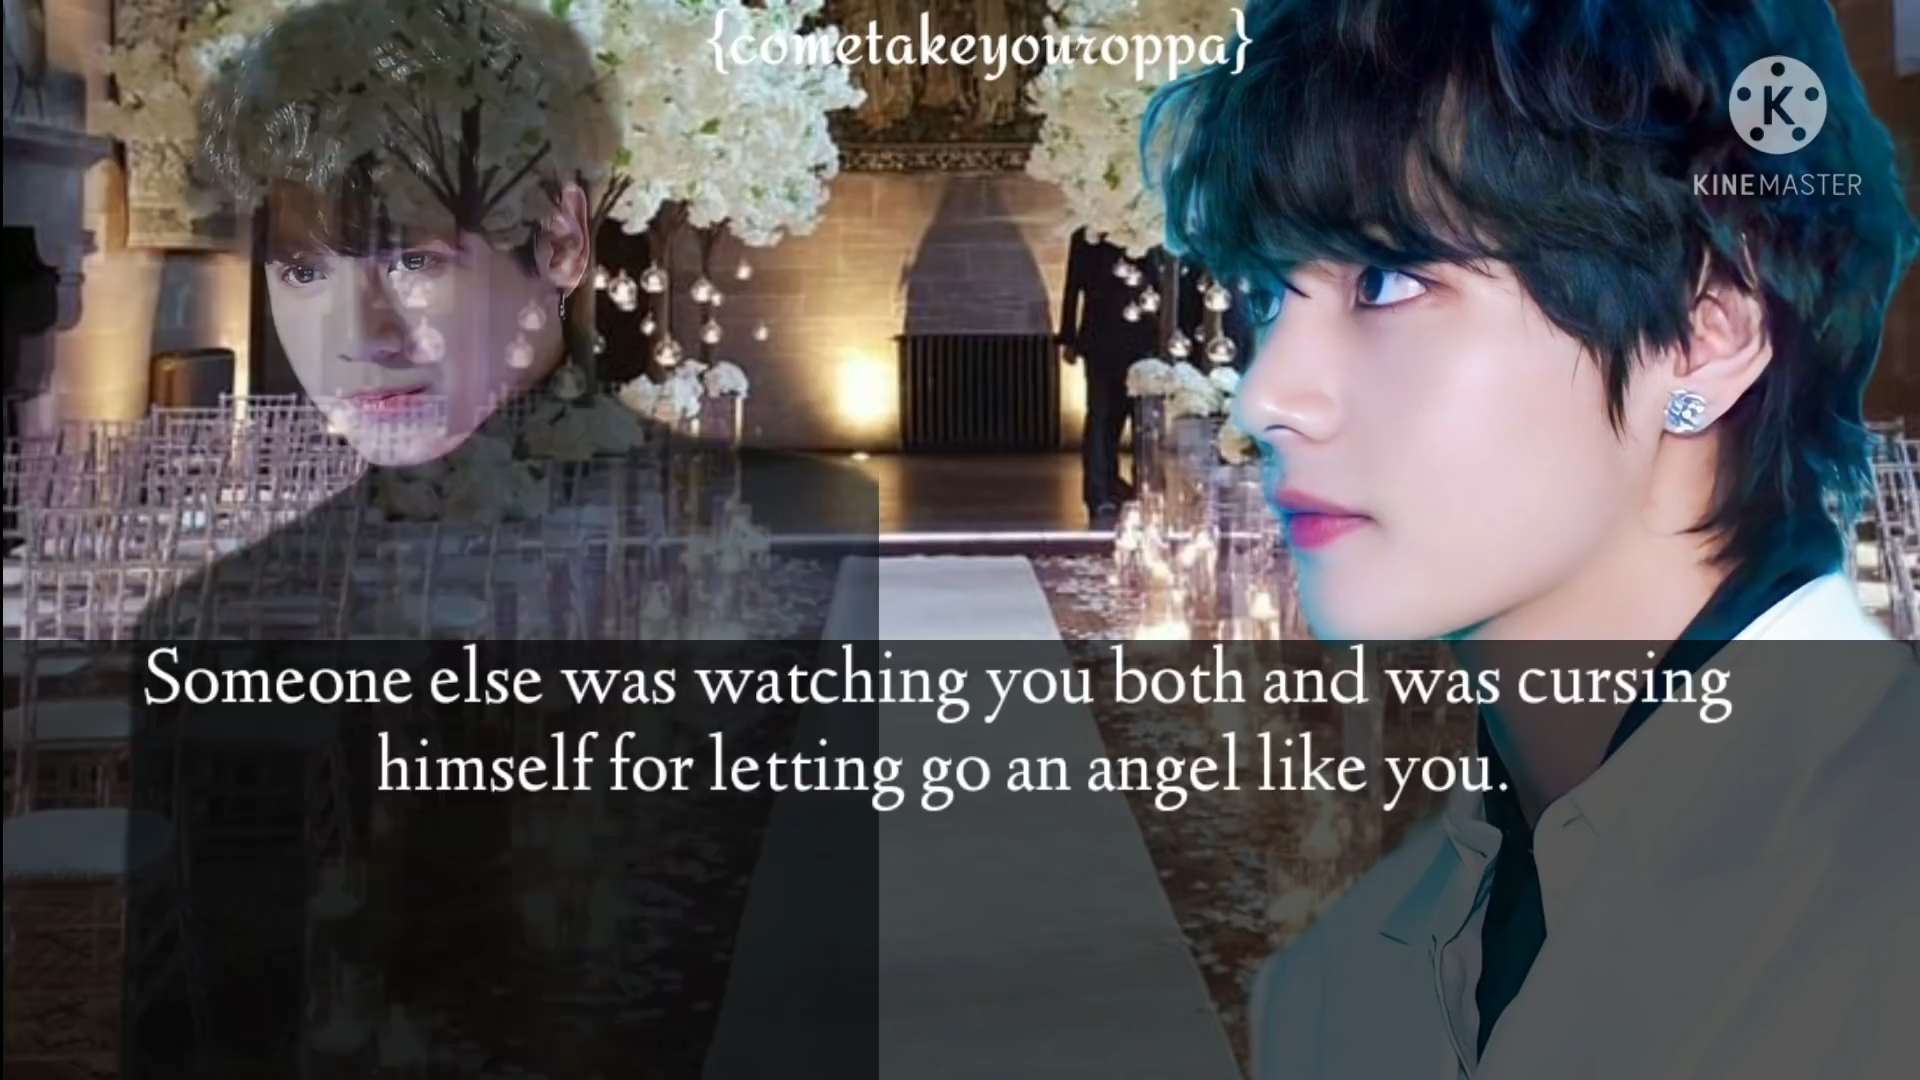 {cometakeyouroppa}
K
KINEMASTER
Someone else was watching you both and was cursing
himself for letting go an angel like you.